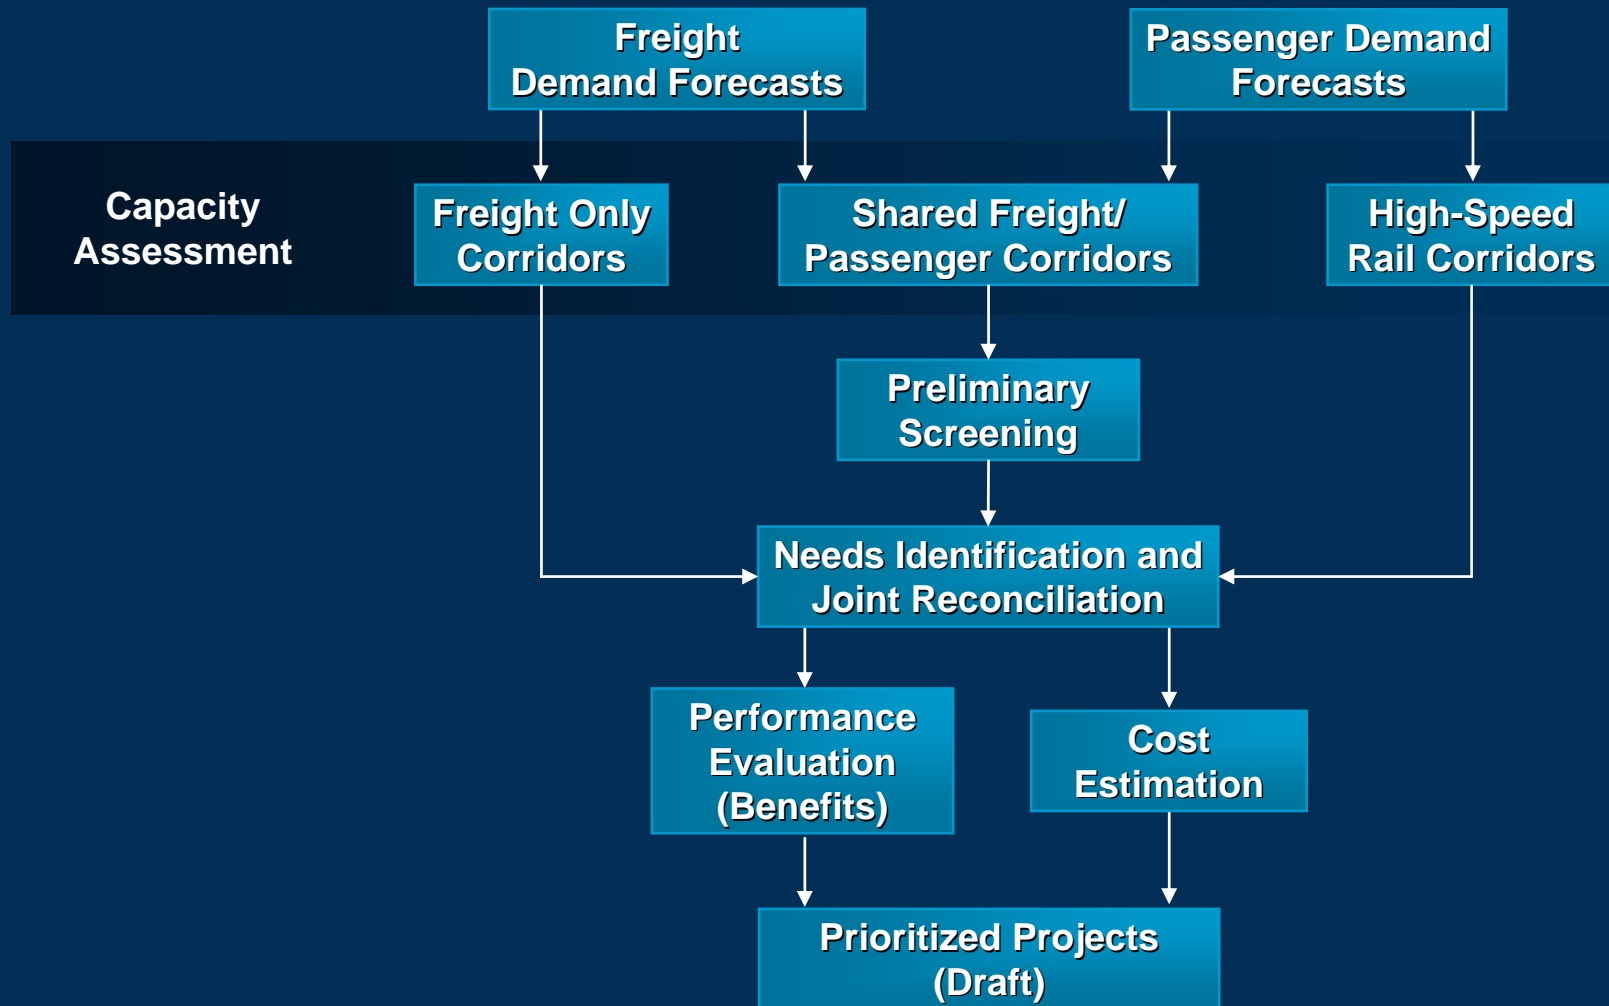 Freight
Demand Forecasts
Passenger Demand
Forecasts
Capacity
Assessment
Freight Only
Corridors
Shared Freight/
Passenger Corridors
High-Speed
Rail Corridors
Preliminary
Screening
Needs Identification and
Joint Reconciliation
Performance
Evaluation
(Benefits)
Cost
Estimation
Prioritized Projects
(Draft)